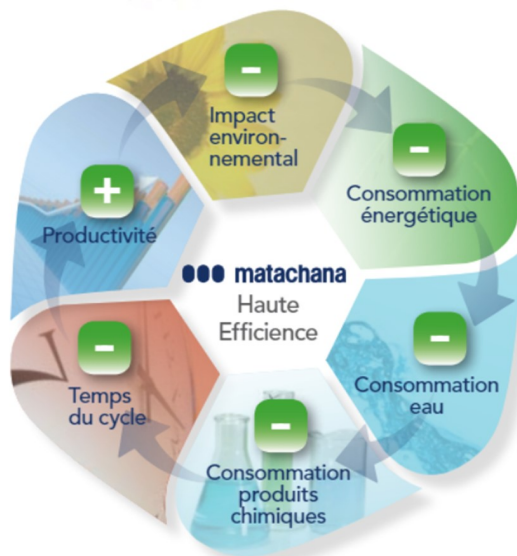 -
Impact
environ-
nemental
-
Consommation
énergétique
-
Consommation
eau
-
Consommation
produits
chimiques
-
Temps
du cycle
+
Productivité
matachana
Haute
Efficience